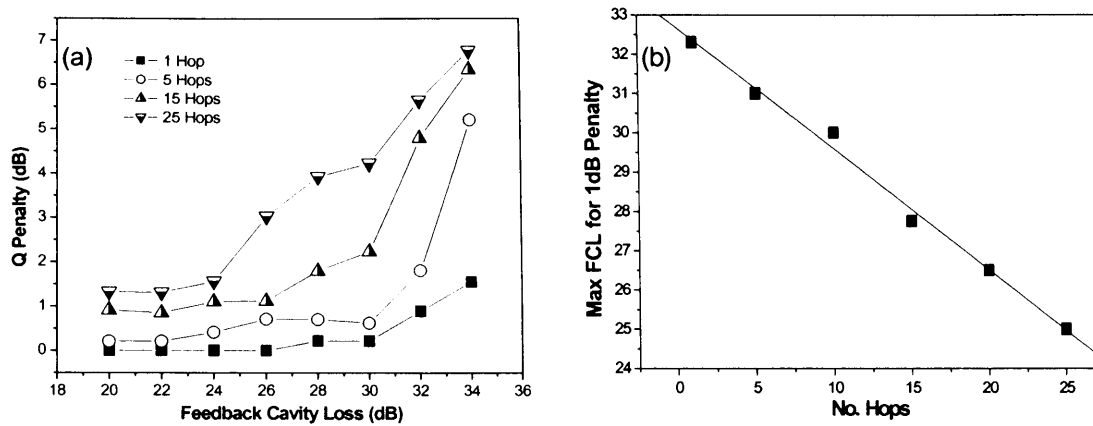 (a)
1 Hop
5 Hops
15 Hops
25 Hops
7
6
5
4
3
2
1
0
Q Penalty (dB)
18 20 22 24 26 28 30 32 34 36
Feedback Cavity Loss (dB)
(b)
33
32
31
30
29
28
27
26
25
24
Max FCL for 1dB Penalty
0 5 10 15 20 25
No. Hops